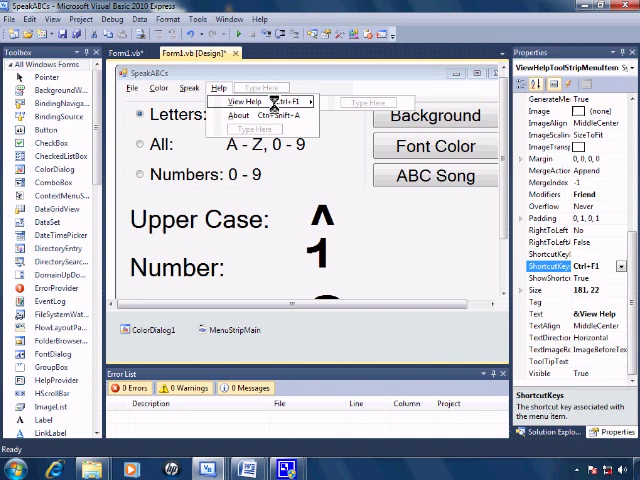 SpeakABCs - Microsoft Visual Basic 2010 Express
File Edit View Project Debug Data Format Tools Window Help
Toolbox
All Windows Forms
Pointer
BackgroundW
BindingNaviga
BindingSource
Button
CheckBox
CheckedListBox
ColorDialog
ComboBox
ContextMenuS
DataGridView
DataSet
DateTimePicker
DirectoryEntry
DirectorySearc
DomainUpDo
ErrorProvider
EventLog
FileSystemWat
FlowLayoutPa
FolderBrowser
FontDialog
GroupBox
HelpProvider
HScrollBar
ImageList
Label
LinkLabel
Form1.vb* Form1.vb [Design]*
SpeakABCs
File Color Speak Help Type Here
View Help Ctrl+F1 Type Here
About Ctrl+Shift+A
Type Here
Letters:
All: A - Z, 0 - 9
Numbers: 0 - 9
Background
Font Color
ABC Song
Upper Case: A
Number: 1
ColorDialog1 MenuStripMain
Error List
0 Errors 0 Warnings 0 Messages
Description File Line Column Project
Properties
ViewHelpToolStripMenuItem
GenerateMem True
Image (none)
ImageAlign MiddleCenter
ImageScaling SizeToFit
ImageTransp
Margin 0, 0, 0, 0
MergeAction Append
MergeIndex -1
Modifiers Friend
Overflow Never
Padding 0, 1, 0, 1
RightToLeft No
RightToLeft False
ShortcutKey
ShortcutKey Ctrl+F1
ShowShortcu True
Size 181, 22
Tag
Text &View Help
TextAlign MiddleCenter
TextDirection Horizontal
TextImageRe ImageBeforeText
ToolTipText
Visible True
ShortcutKeys
The shortcut key associated with
the menu item.
Solution Explo... Properties
Ready
hp